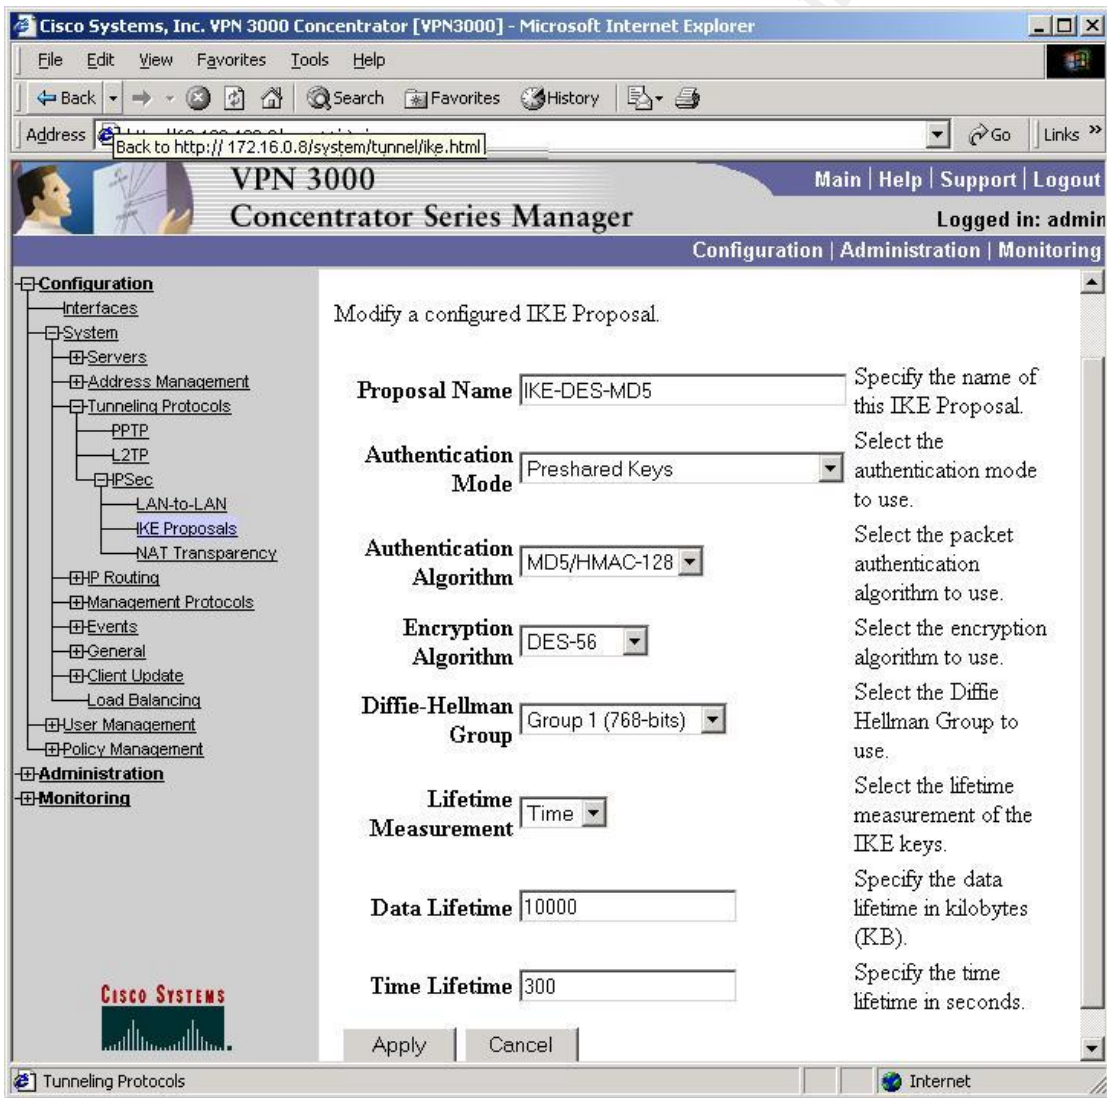 Cisco Systems, Inc. VPN 3000 Concentrator [VPN3000] - Microsoft Internet Explorer
File Edit View Favorites Tools Help
Back Search Favorites History
Address Go Links »
Back to http:// 172.16.0.8/system/tunnel/ike.html
VPN 3000
Concentrator Series Manager
Main | Help | Support | Logout
Logged in: admin
Configuration | Administration | Monitoring
Configuration
Interfaces
System
Servers
Address Management
Tunneling Protocols
PPTP
L2TP
IPSec
LAN-to-LAN
IKE Proposals
NAT Transparency
IP Routing
Management Protocols
Events
General
Client Update
Load Balancing
User Management
Policy Management
Administration
Monitoring
CISCO SYSTEMS
Modify a configured IKE Proposal.
Proposal Name IKE-DES-MD5
Specify the name of
this IKE Proposal.
Authentication
Mode
Preshared Keys
Select the
authentication mode
to use.
Authentication
Algorithm
MD5/HMAC-128
Select the packet
authentication
algorithm to use.
Encryption
Algorithm
DES-56
Select the encryption
algorithm to use.
Diffie-Hellman
Group
Group 1 (768-bits)
Select the Diffie
Hellman Group to
use.
Lifetime
Measurement
Time
Select the lifetime
measurement of the
IKE keys.
Data Lifetime 10000
Specify the data
lifetime in kilobytes
(KB).
Time Lifetime 300
Specify the time
lifetime in seconds.
Apply Cancel
Tunneling Protocols Internet